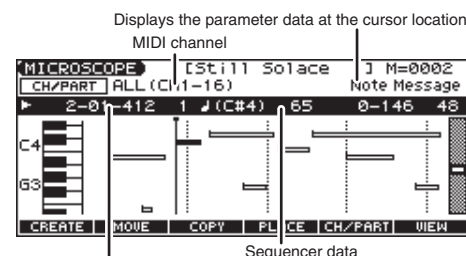 Displays the parameter data at the cursor location
MIDI channel
MICROSCOPE [Still Solace ] M=0002
CH/PART ALL (Ch1-16) Note Message
2-01-412 1 ♩(C#4) 65 0-146 48
C4
G3
CREATE MOVE COPY PLACE CH/PART VIEW
Sequencer data